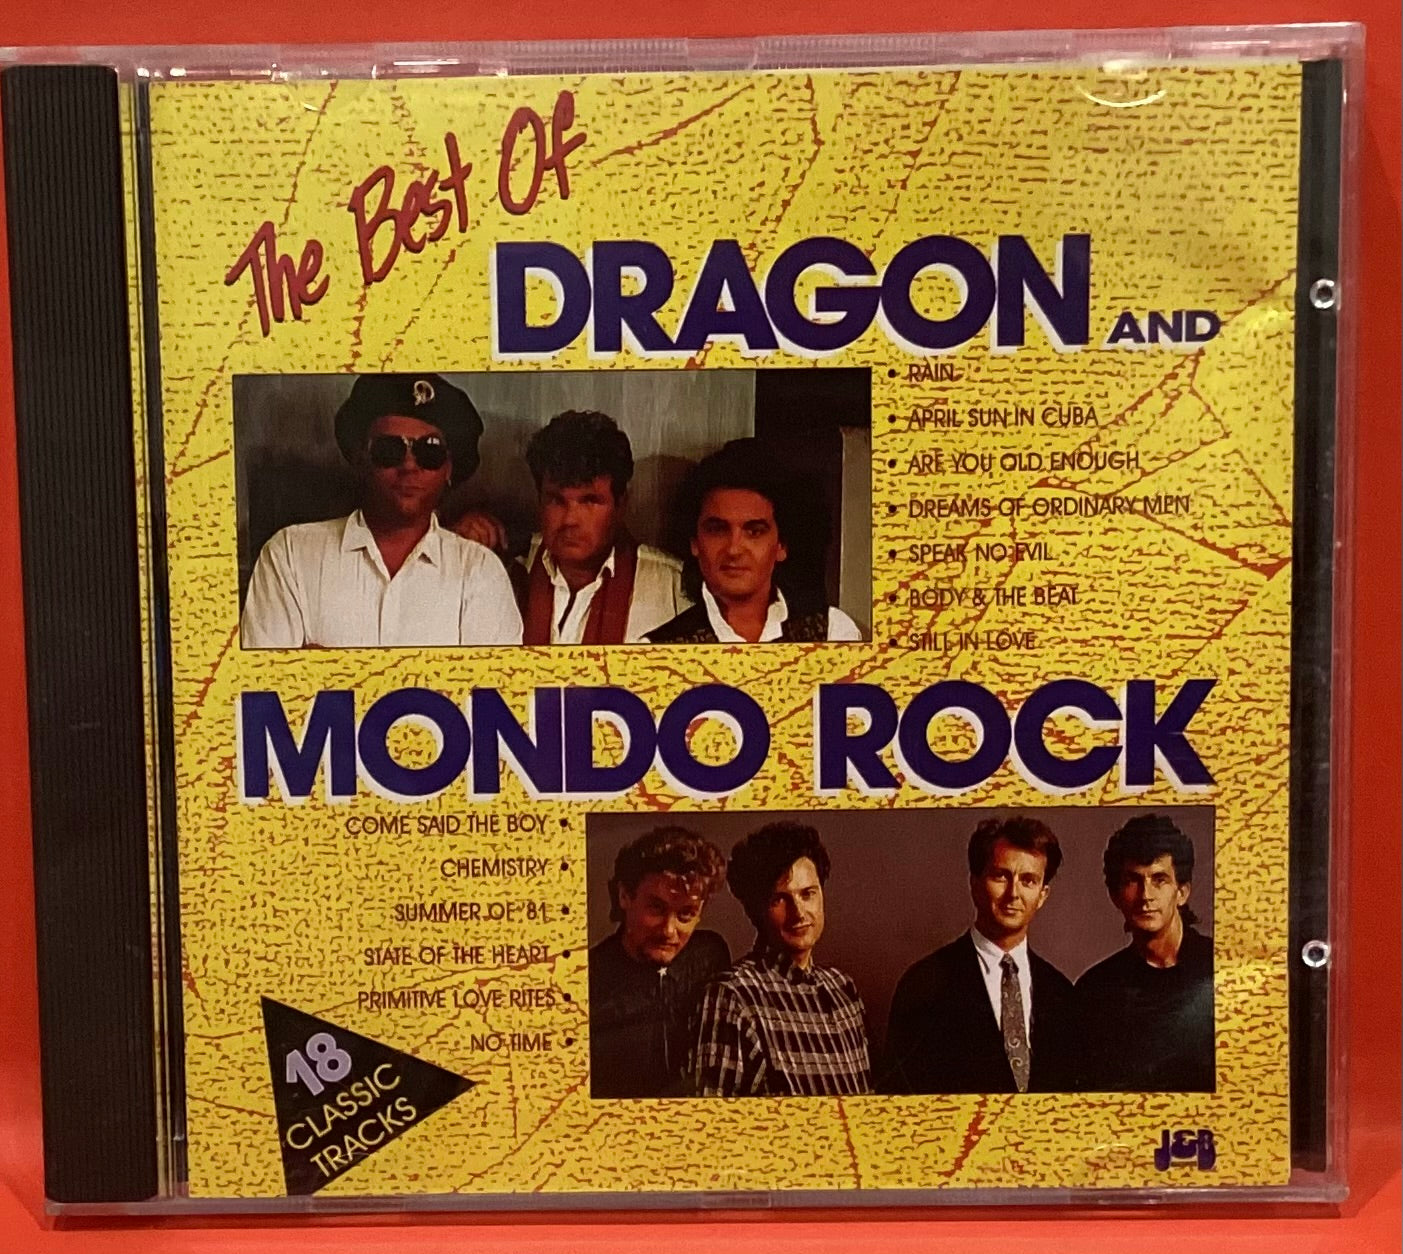 The Best Of
DRAGON AND
• RAIN
• APRIL SUN IN CUBA
• ARE YOU OLD ENOUGH
• DREAMS OF ORDINARY MEN
• SPEAK NO EVIL
• BODY & THE BEAT
• STILL IN LOVE
MONDO ROCK
COME SAID THE BOY •
CHEMISTRY •
SUMMER OF '81 •
STATE OF THE HEART •
PRIMITIVE LOVE RITES •
NO TIME •
18
CLASSIC
TRACKS
J&B